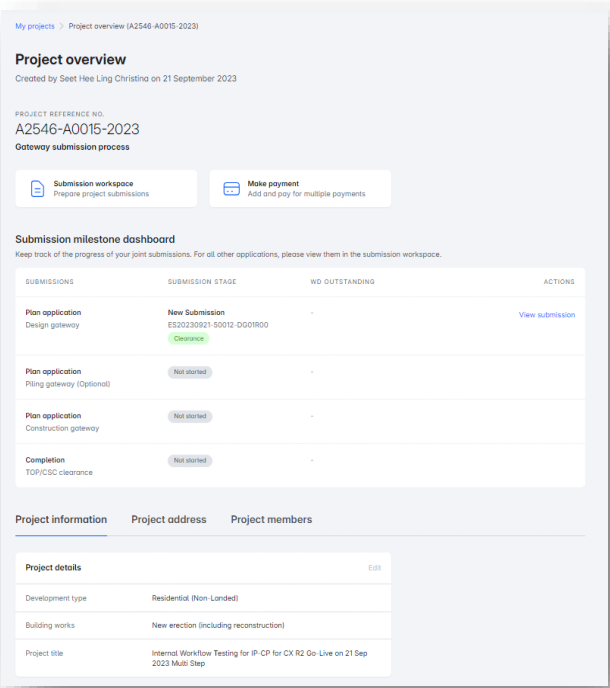 My projects > Project overview (A2546-A0015-2023)
Project overview
Created by Seet Hee Ling Christina on 21 September 2023
PROJECT REFERENCE NO.
A2546-A0015-2023
Gateway submission process
Submission workspace
Prepare project submissions
Make payment
Add and pay for multiple payments
Submission milestone dashboard
Keep track of the progress of your joint submissions. For all other applications, please view them in the submission workspace.
SUBMISSIONS SUBMISSION STAGE WD OUTSTANDING ACTIONS
Plan application New Submission -
Design gateway ES20230921-50012-DG01R00 View submission
Clearance
Plan application Not started -
Piling gateway (Optional)
Plan application Not started -
Construction gateway
Completion Not started -
TOP/CSC clearance
Project information Project address Project members
Project details Edit
Development type Residential (Non-Landed)
Building works New erection (including reconstruction)
Project title Internal Workflow Testing for IP-CP for CX R2 Go-Live on 21 Sep
2023 Multi Step